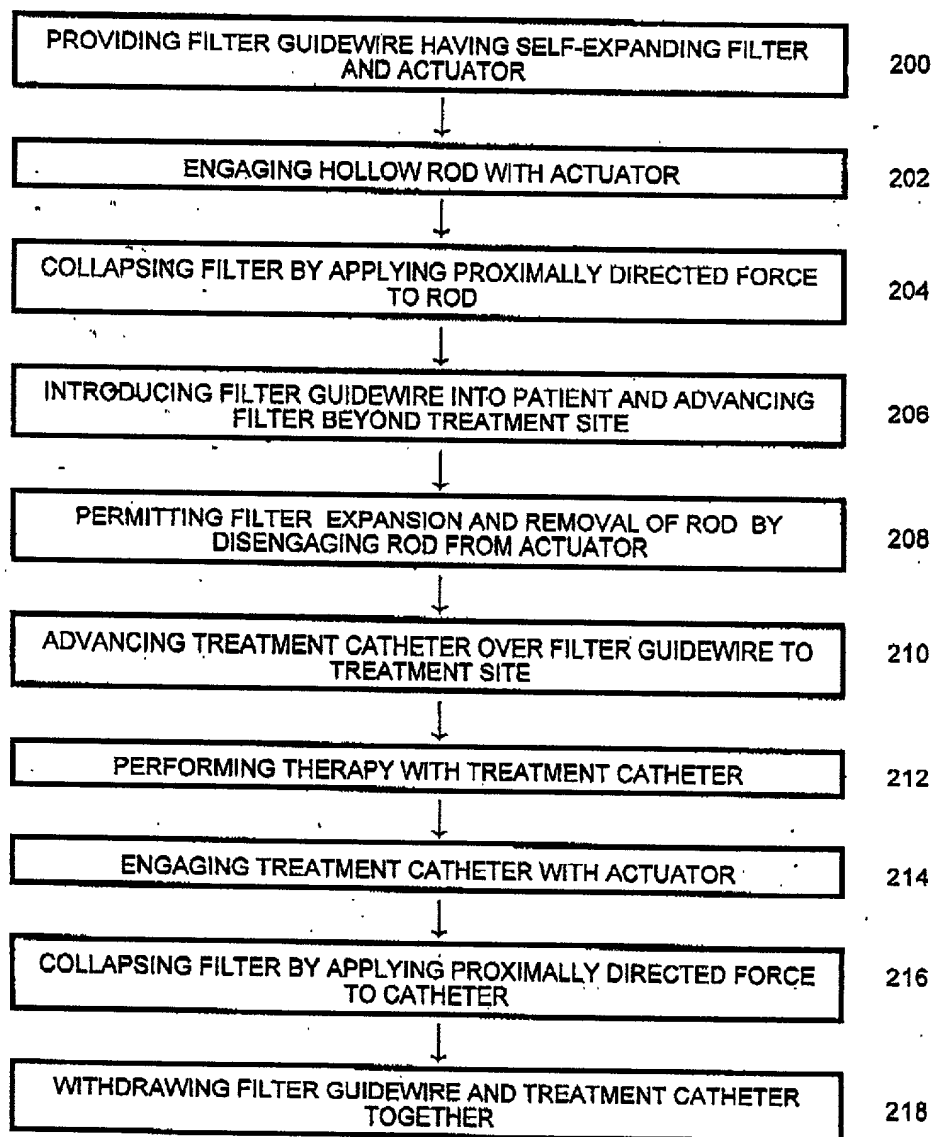 PROVIDING FILTER GUIDEWIRE HAVING SELF-EXPANDING FILTER
AND ACTUATOR
200
ENGAGING HOLLOW ROD WITH ACTUATOR
202
COLLAPSING FILTER BY APPLYING PROXIMALLY DIRECTED FORCE
TO ROD
204
INTRODUCING FILTER GUIDEWIRE INTO PATIENT AND ADVANCING
FILTER BEYOND TREATMENT SITE
206
PERMITTING FILTER EXPANSION AND REMOVAL OF ROD BY
DISENGAGING ROD FROM ACTUATOR
208
ADVANCING TREATMENT CATHETER OVER FILTER GUIDEWIRE TO
TREATMENT SITE
210
PERFORMING THERAPY WITH TREATMENT CATHETER
212
ENGAGING TREATMENT CATHETER WITH ACTUATOR
214
COLLAPSING FILTER BY APPLYING PROXIMALLY DIRECTED FORCE
TO CATHETER
216
WITHDRAWING FILTER GUIDEWIRE AND TREATMENT CATHETER
TOGETHER
218